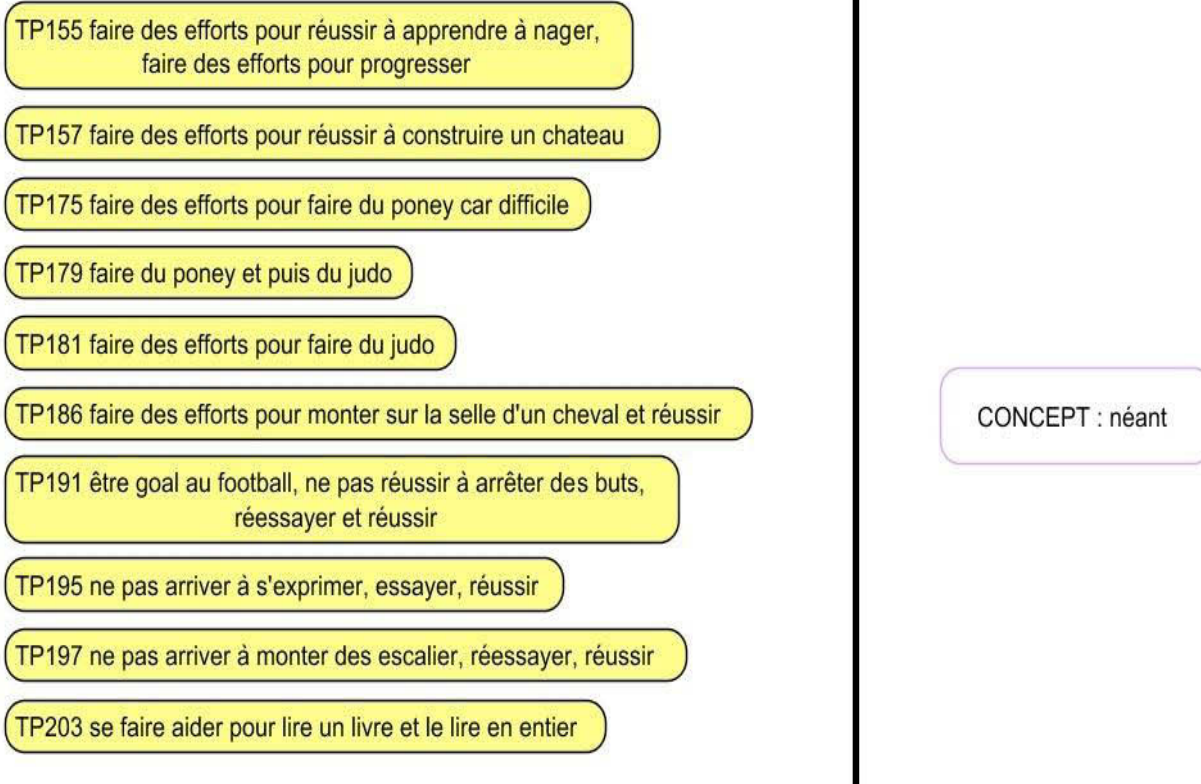 TP155 faire des efforts pour réussir à apprendre à nager,
faire des efforts pour progresser
TP157 faire des efforts pour réussir à construire un chateau
TP175 faire des efforts pour faire du poney car difficile
TP179 faire du poney et puis du judo
TP181 faire des efforts pour faire du judo
TP186 faire des efforts pour monter sur la selle d'un cheval et réussir
TP191 être goal au football, ne pas réussir à arrêter des buts,
réessayer et réussir
TP195 ne pas arriver à s'exprimer, essayer, réussir
TP197 ne pas arriver à monter des escalier, réessayer, réussir
TP203 se faire aider pour lire un livre et le lire en entier
CONCEPT : néant